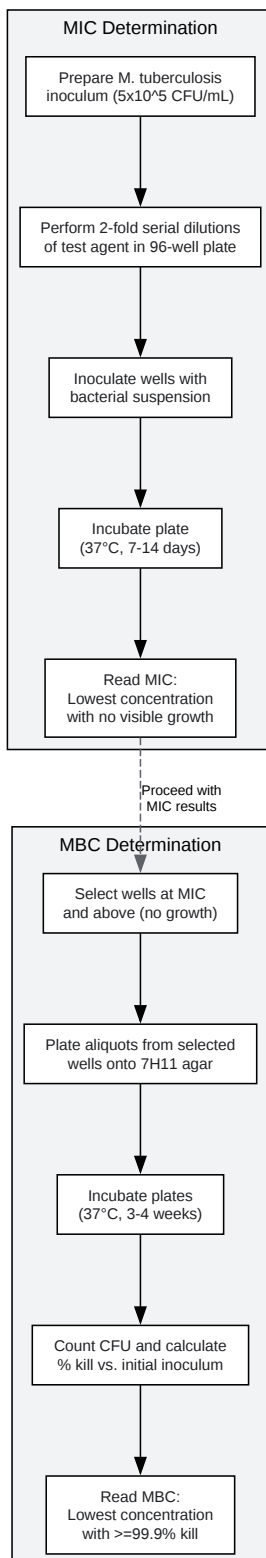 MIC Determination
Prepare M. tuberculosis
inoculum (5x10^5 CFU/mL)
Perform 2-fold serial dilutions
of test agent in 96-well plate
Inoculate wells with
bacterial suspension
Incubate plate
(37°C, 7-14 days)
Read MIC:
Lowest concentration
with no visible growth
Proceed with
MIC results
MBC Determination
Select wells at MIC
and above (no growth)
Plate aliquots from selected
wells onto 7H11 agar
Incubate plates
(37°C, 3-4 weeks)
Count CFU and calculate
% kill vs. initial inoculum
Read MBC:
Lowest concentration
with >=99.9% kill